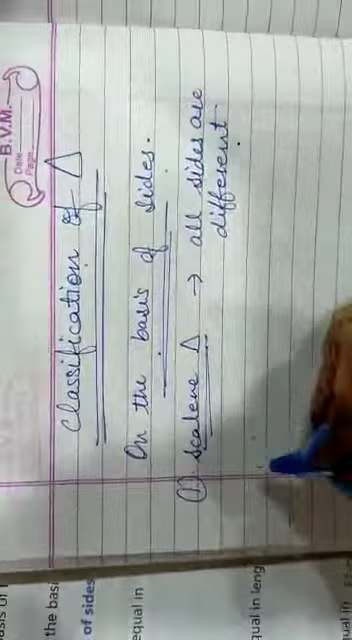 B.V.M.
Date
Page
Classification of Δ
On the basis of sides.
① Scalene Δ → all sides are
different.
the basi
of sides
equal in
qual in leng